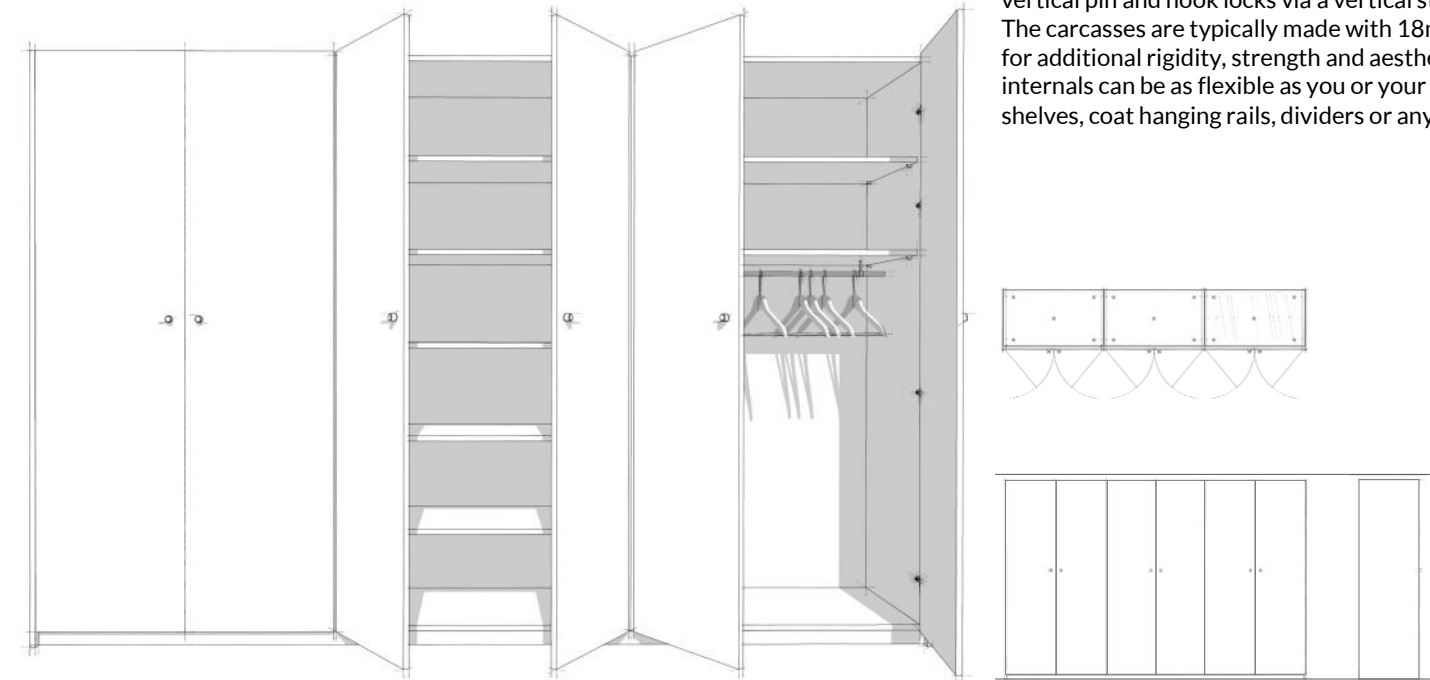 vertical pin and hook locks via a vertical
The carcasses are typically made with
for additional rigidity, strength and
internals can be as flexible as you or your
shelves, coat hanging rails, dividers or any